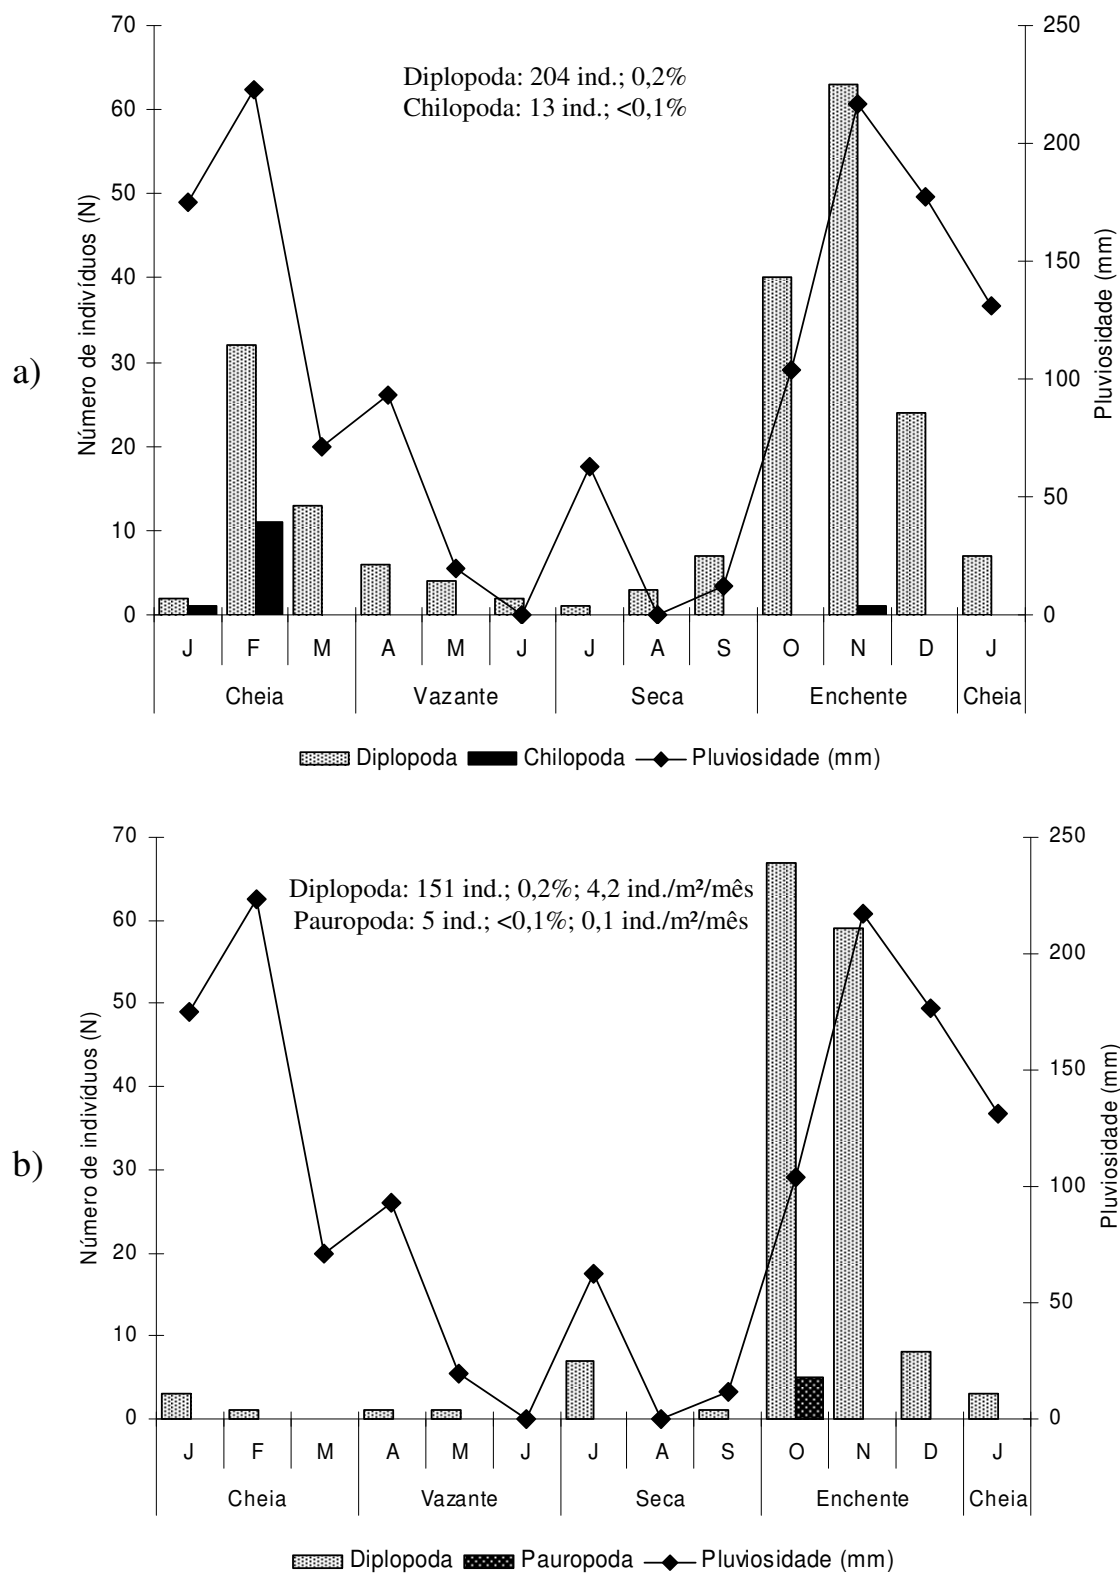 a)
Diplopoda: 204 ind.; 0,2%
Chilopoda: 13 ind.; <0,1%
Número de indivíduos (N)
70
60
50
40
30
20
10
0
Pluviosidade (mm)
250
200
150
100
50
0
J F M A M J J A S O N D J
Cheia Vazante Seca Enchente Cheia
Diplopoda Chilopoda Pluviosidade (mm)
b)
Diplopoda: 151 ind.; 0,2%; 4,2 ind./m²/mês
Pauropoda: 5 ind.; <0,1%; 0,1 ind./m²/mês
Número de indivíduos (N)
70
60
50
40
30
20
10
0
Pluviosidade (mm)
250
200
150
100
50
0
J F M A M J J A S O N D J
Cheia Vazante Seca Enchente Cheia
Diplopoda Pauropoda Pluviosidade (mm)